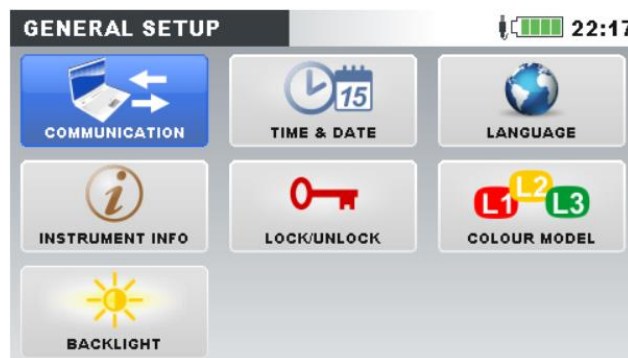 GENERAL SETUP 22:17
15
COMMUNICATION TIME & DATE LANGUAGE
L1 L2 L3
INSTRUMENT INFO LOCK/UNLOCK COLOUR MODEL
BACKLIGHT